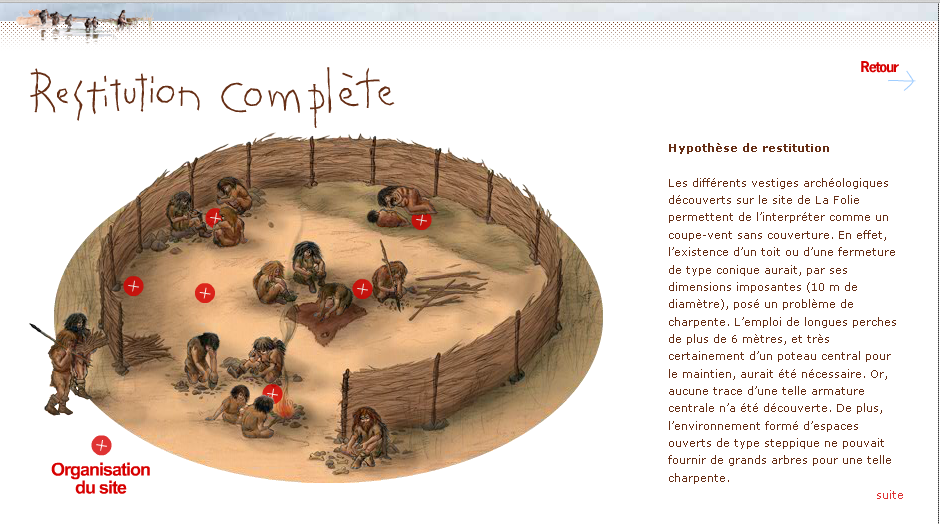 Retour
Restitution complète
Hypothèse de restitution
Les différents vestiges archéologiques
découverts sur le site de La Folie
permettent de l’interpréter comme un
coupe-vent sans couverture. En effet,
l’existence d’un toit ou d’une fermeture
de type conique aurait, par ses
dimensions imposantes (10 m de
diamètre), posé un problème de
charpente. L’emploi de longues perches
de plus de 6 mètres, et très
certainement d’un poteau central pour
le maintien, aurait été nécessaire. Or,
aucune trace d’une telle armature
centrale n’a été découverte. De plus,
l’environnement formé d’espaces
ouverts de type steppique ne pouvait
fournir de grands arbres pour une telle
charpente.
suite
Organisation
du site